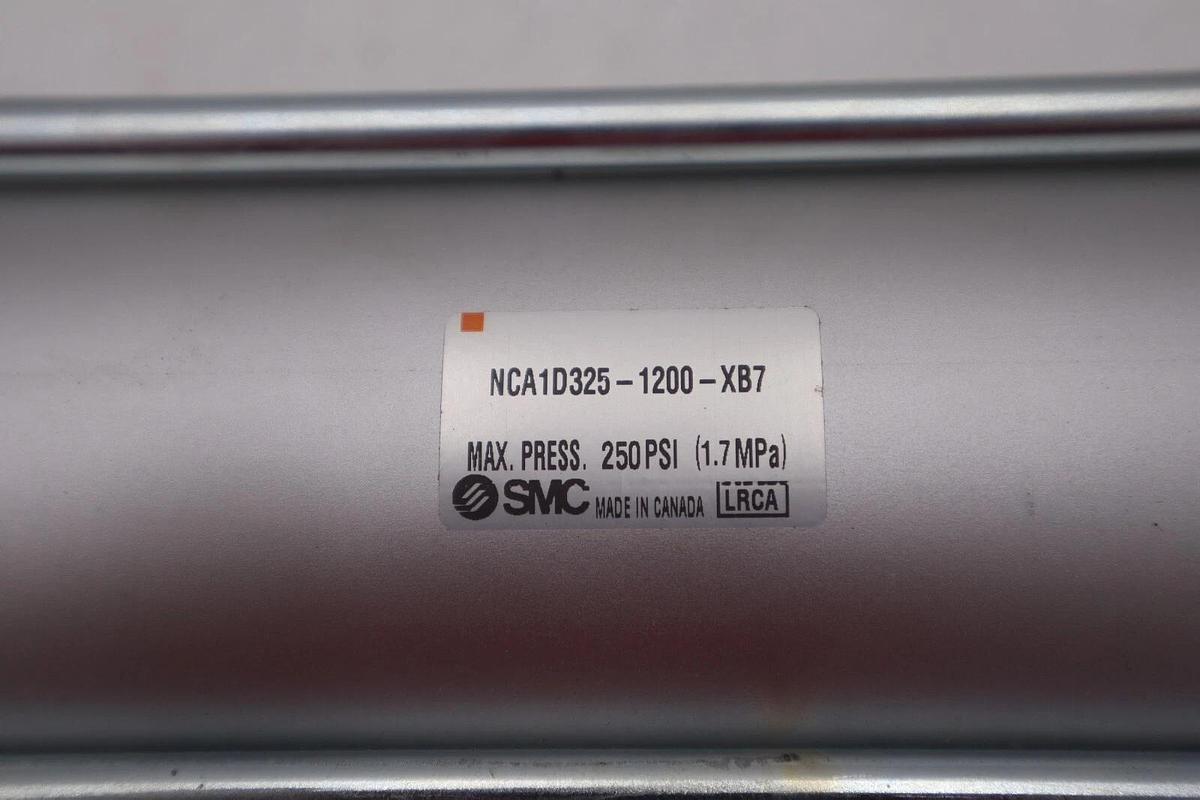 NCA1D325-1200-XB7
MAX. PRESS. 250PSI (1.7MPa)
SMC MADE IN CANADA LRCA